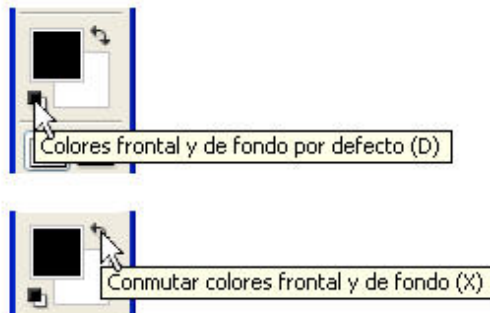 Colores frontal y de fondo por defecto (D)
Conmutar colores frontal y de fondo (X)